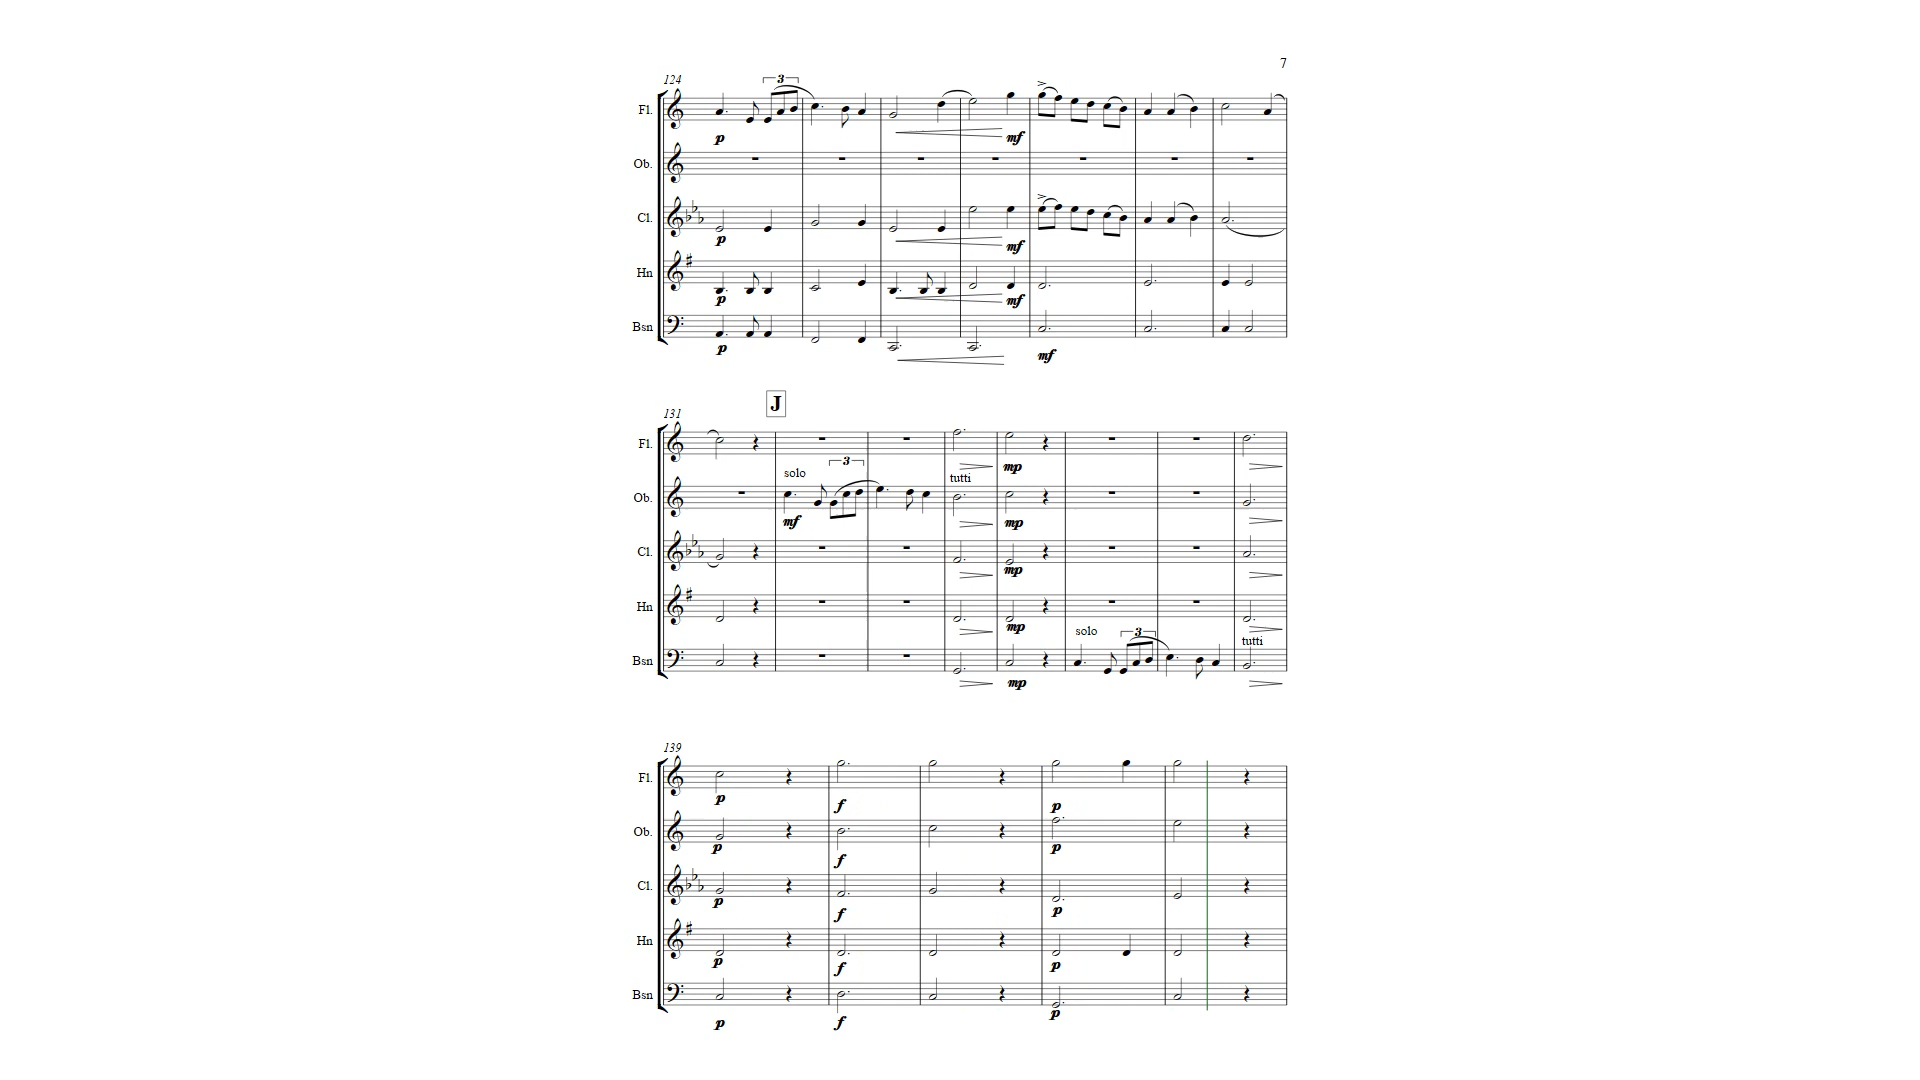 7
124
3
Fl.
p
mf
Ob.
Cl.
p
mf
Hn
p
mf
Bsn
p
mf
J
131
Fl.
mp
solo
3
tutti
Ob.
mf
mp
Cl.
mp
Hn
mp
solo
3
tutti
Bsn
mp
139
Fl.
p
f
p
Ob.
p
f
p
Cl.
p
f
p
Hn
p
f
p
Bsn
p
f
p